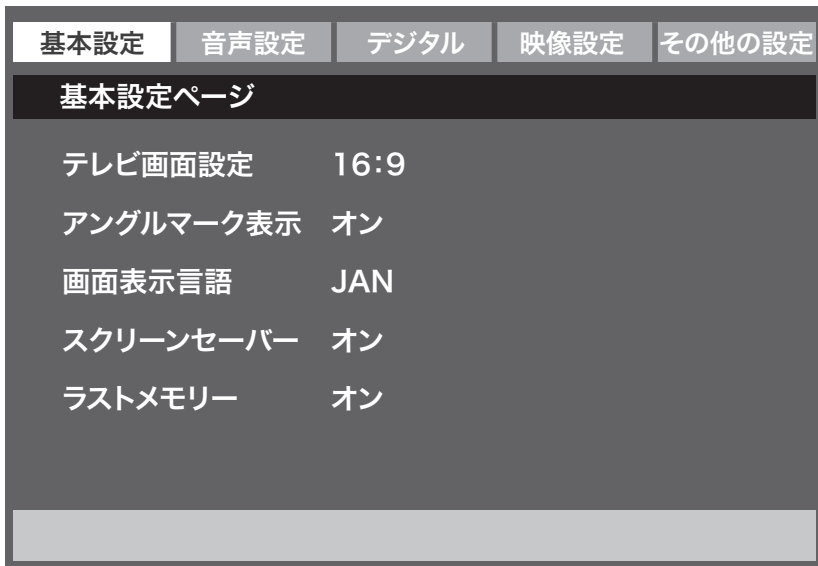 基本設定 音声設定 デジタル 映像設定 その他の設定
基本設定ページ
テレビ画面設定 16:9
アングルマーク表示 オン
画面表示言語 JAN
スクリーンセーバー オン
ラストメモリー オン